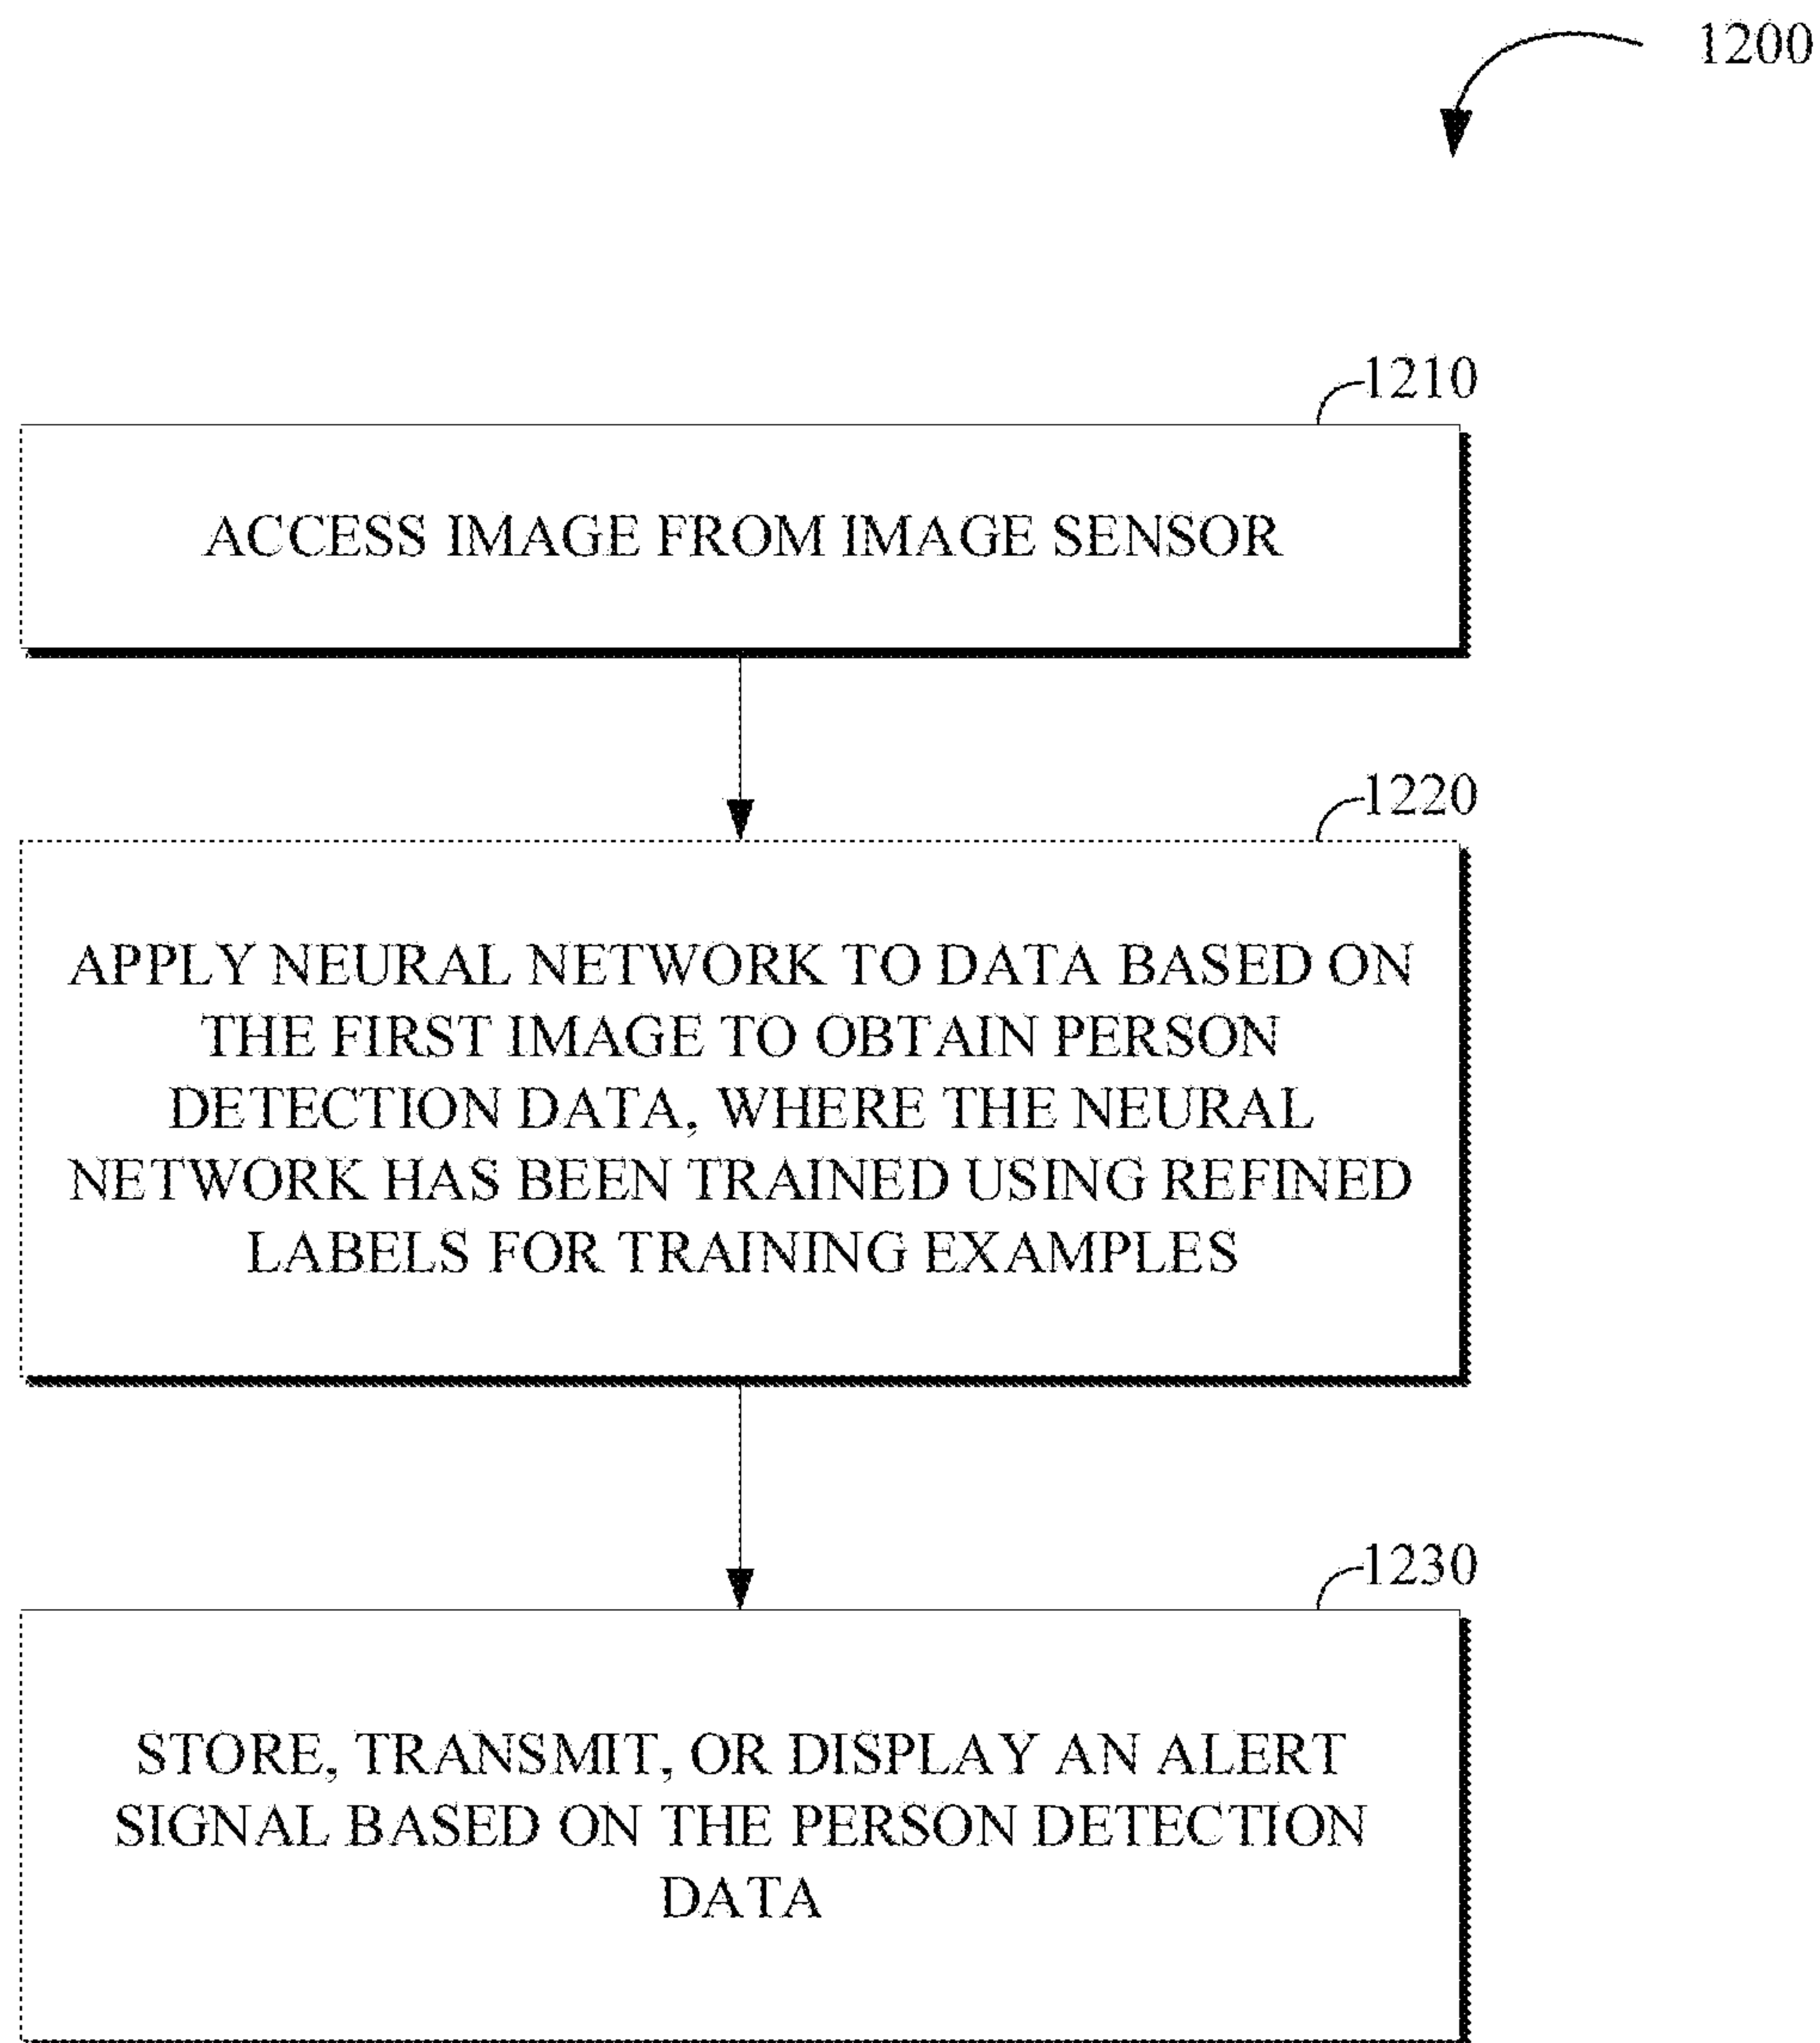 1200
1210
ACCESS IMAGE FROM IMAGE SENSOR
1220
APPLY NEURAL NETWORK TO DATA BASED ON
THE FIRST IMAGE TO OBTAIN PERSON
DETECTION DATA, WHERE THE NEURAL
NETWORK HAS BEEN TRAINED USING REFINED
LABELS FOR TRAINING EXAMPLES
1230
STORE, TRANSMIT, OR DISPLAY AN ALERT
SIGNAL BASED ON THE PERSON DETECTION
DATA